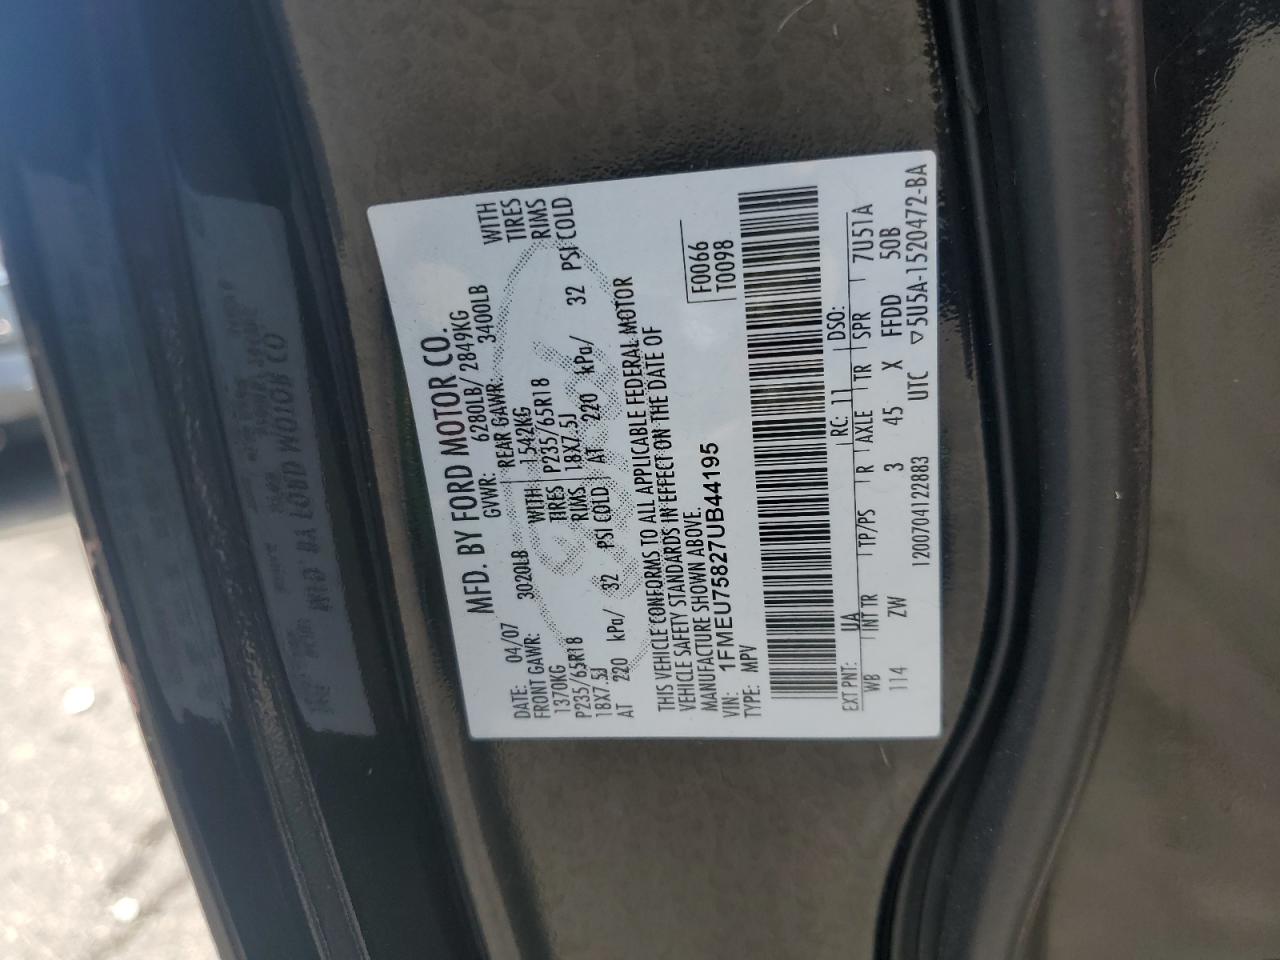 MFD. BY FORD MOTOR CO.
DATE: 04/07 GVWR: 6280LB/ 2849KG
FRONT GAWR: 3020LB REAR GAWR: 3400LB
1370KG WITH 1542KG WITH
P235/65R18 TIRES P235/65R18 TIRES
18X7.5J RIMS 18X7.5J RIMS
AT 220 kPa/ 32 PSI COLD AT 220 kPa/ 32 PSI COLD
THIS VEHICLE CONFORMS TO ALL APPLICABLE FEDERAL MOTOR
VEHICLE SAFETY STANDARDS IN EFFECT ON THE DATE OF
MANUFACTURE SHOWN ABOVE.
VIN: 1FMEU75827UB44195 F0066
TYPE: MPV T0098
EXT PNT: UA RC: 11 DSO:
WB INT TR TP/PS R AXLE TR SPR 7U51A
114 ZW 3 45 X FFDD 50B
1200704122883 UTC ▽5U5A-1520472-BA